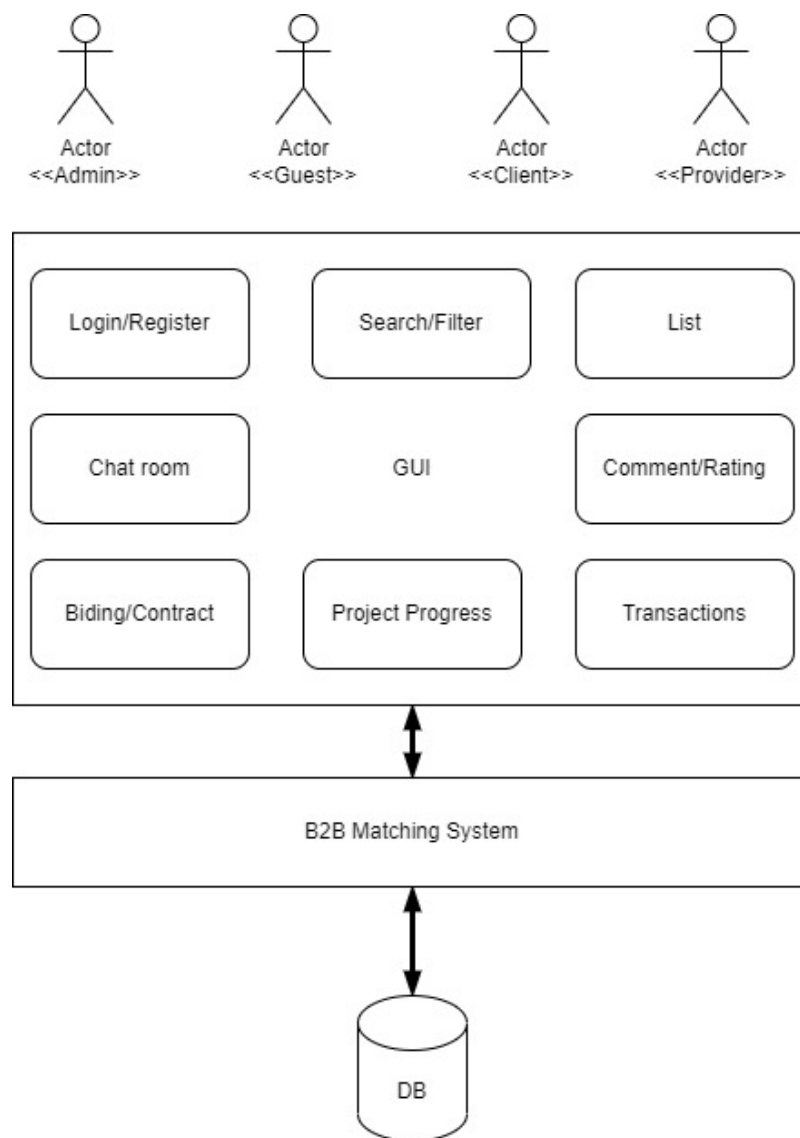 Actor
<<Admin>>
Actor
<<Guest>>
Actor
<<Client>>
Actor
<<Provider>>
Login/Register
Search/Filter
List
Chat room
GUI
Comment/Rating
Biding/Contract
Project Progress
Transactions
B2B Matching System
DB